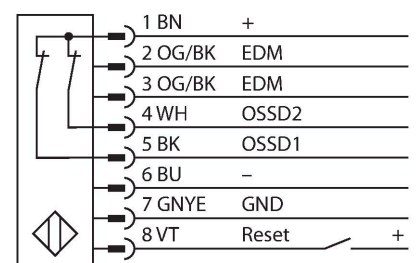 1 BN +
2 OG/BK EDM
3 OG/BK EDM
4 WH OSSD2
5 BK OSSD1
6 BU –
7 GNYE GND
8 VT Reset +